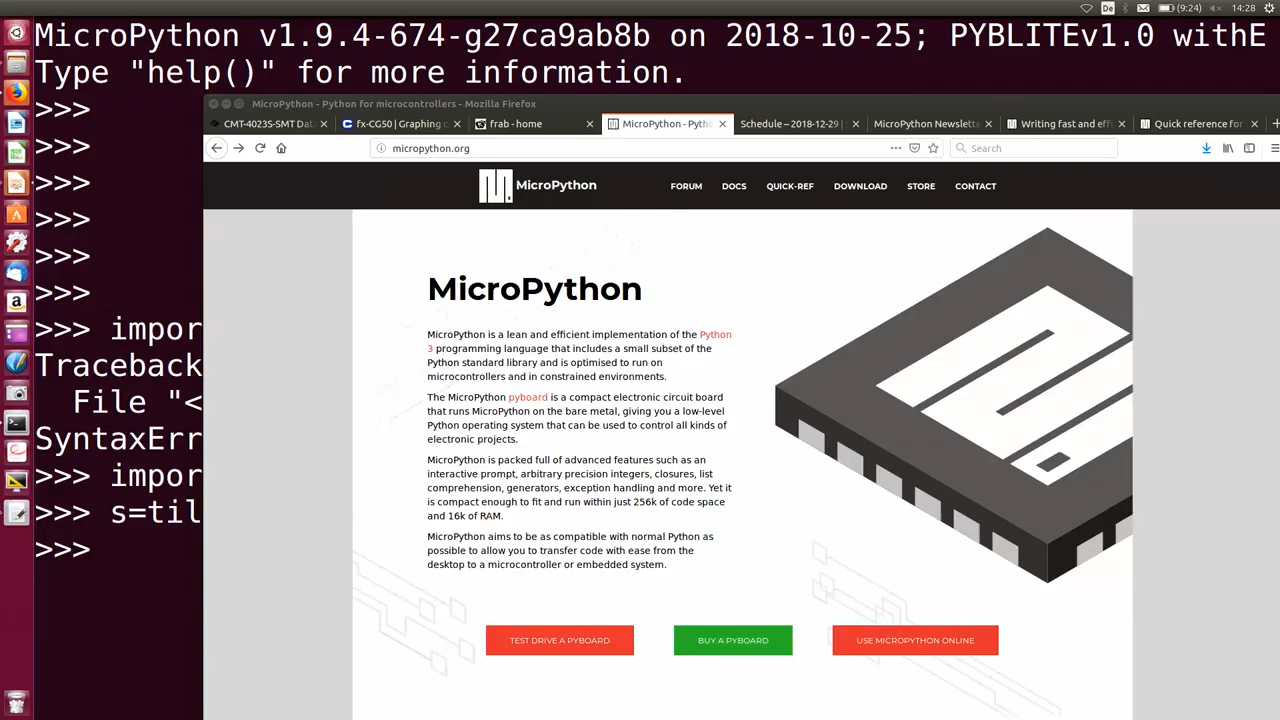 De (9:24) 14:28
MicroPython v1.9.4-674-g27ca9ab8b on 2018-10-25; PYBLITEv1.0 withE
Type "help()" for more information.
>>>
>>>
>>>
>>>
>>>
>>>
>>> impor
Traceback
File "<
SyntaxErr
>>> impor
>>> s=til
>>>
MicroPython - Python for microcontrollers - Mozilla Firefox
CMT-4023S-SMT Data
fx-CG50 | Graphing c
frab - home
MicroPython - Pytho
Schedule – 2018-12-29 |
MicroPython Newslette
Writing fast and effi
Quick reference for
micropython.org
Search
MicroPython
FORUM DOCS QUICK-REF DOWNLOAD STORE CONTACT
MicroPython
MicroPython is a lean and efficient implementation of the Python
3 programming language that includes a small subset of the
Python standard library and is optimised to run on
microcontrollers and in constrained environments.
The MicroPython pyboard is a compact electronic circuit board
that runs MicroPython on the bare metal, giving you a low-level
Python operating system that can be used to control all kinds of
electronic projects.
MicroPython is packed full of advanced features such as an
interactive prompt, arbitrary precision integers, closures, list
comprehension, generators, exception handling and more. Yet it
is compact enough to fit and run within just 256k of code space
and 16k of RAM.
MicroPython aims to be as compatible with normal Python as
possible to allow you to transfer code with ease from the
desktop to a microcontroller or embedded system.
TEST DRIVE A PYBOARD
BUY A PYBOARD
USE MICROPYTHON ONLINE